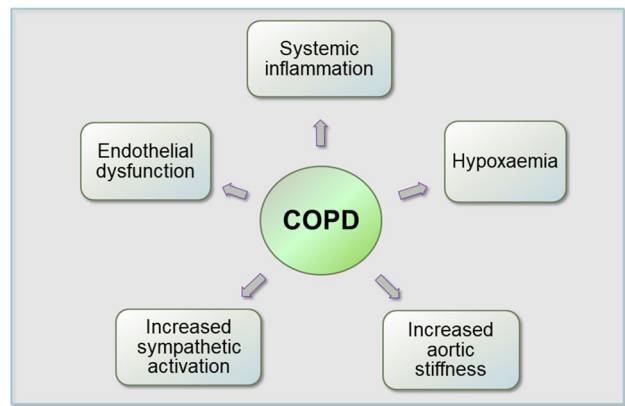 Systemic
inflammation
Endothelial
dysfunction
Hypoxaemia
COPD
Increased
sympathetic
activation
Increased
aortic
stiffness